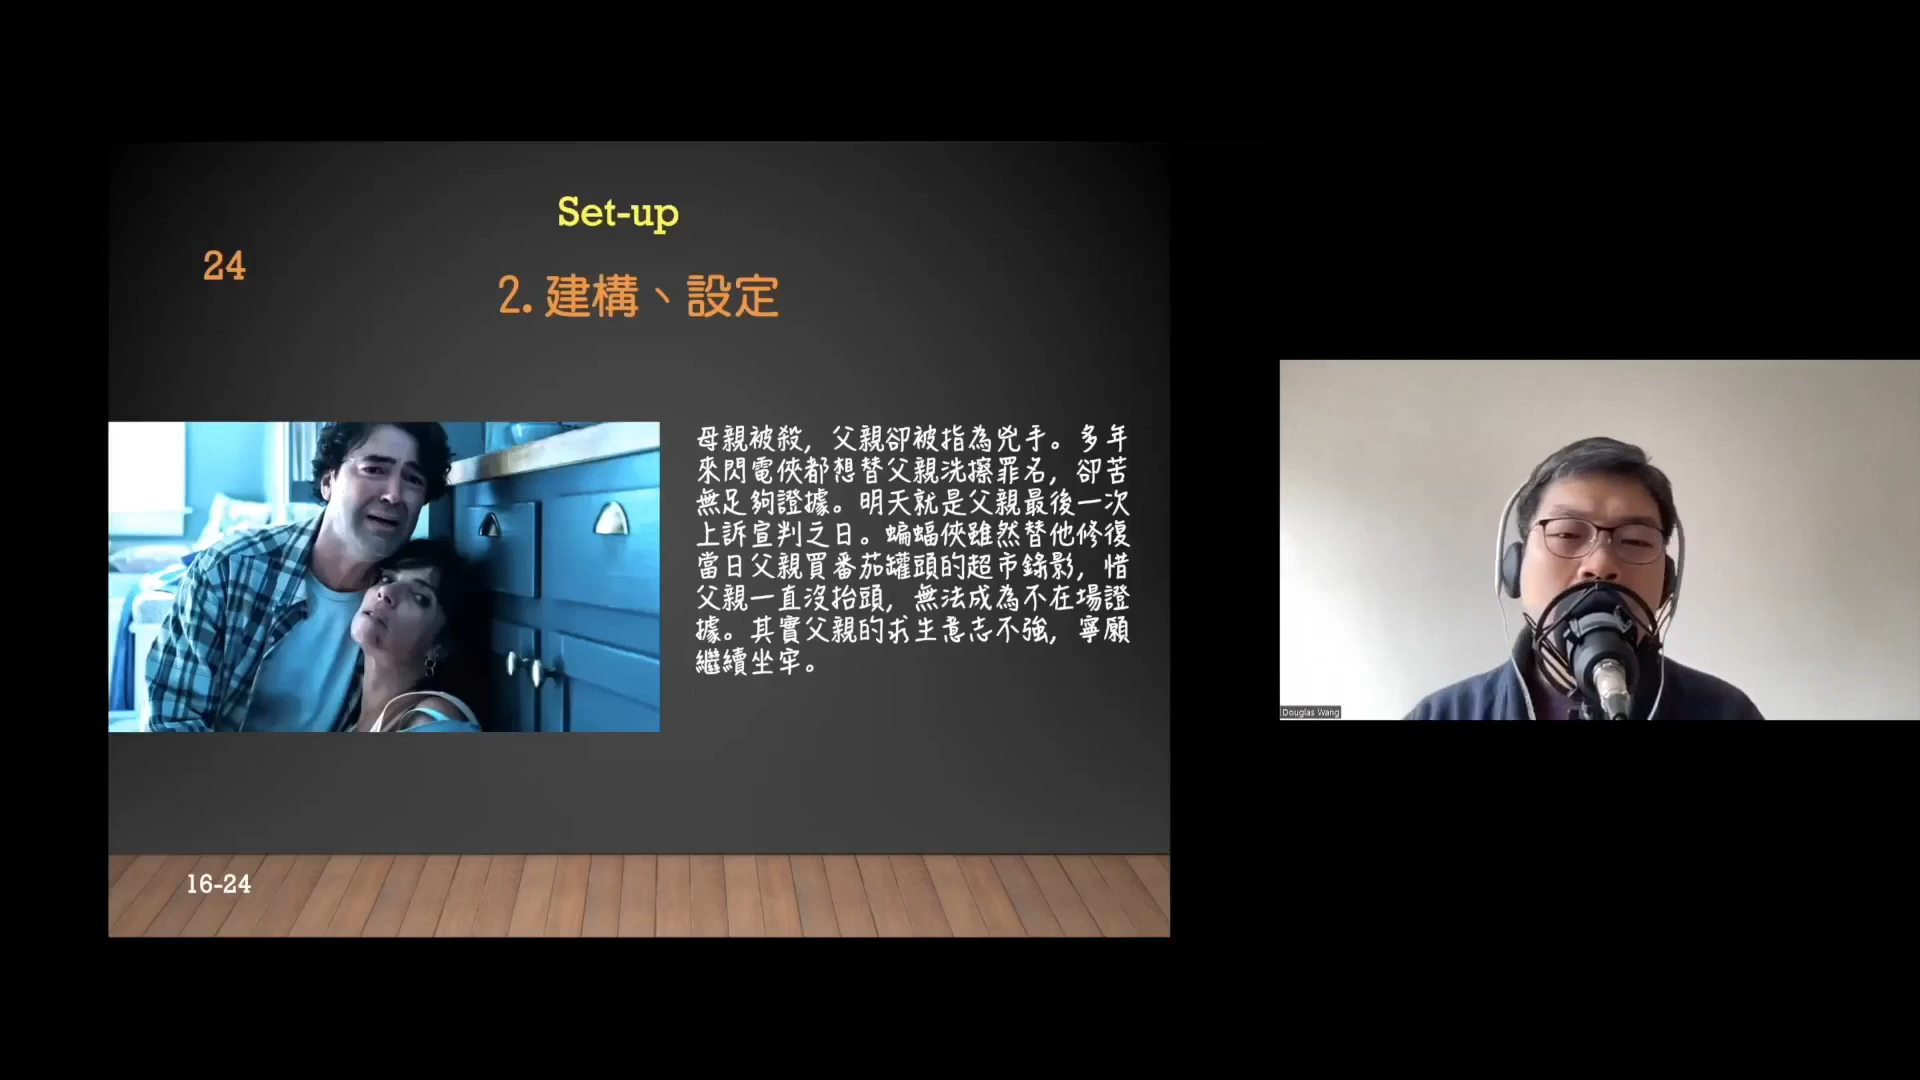 Set-up
24
2.建構、設定
母親被殺，父親卻被指為兇手。多年
來閃電俠都想替父親洗擦罪名，卻苦
無足夠證據。明天就是父親最後一次
上訴宣判之日。蝙蝠俠雖然替他修復
當日父親買番茄罐頭的超市錄影，惜
父親一直沒抬頭，無法成為不在場證
據。其實父親的求生意志不強，寧願
繼續坐牢。
16-24
Douglas Wang